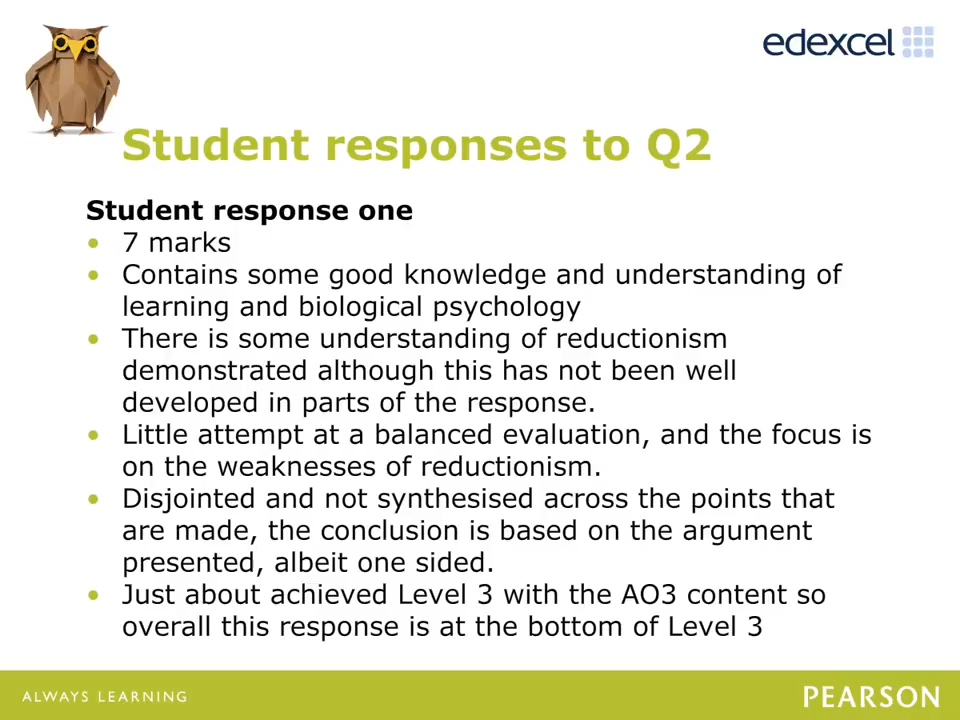 edexcel
Student responses to Q2
Student response one
• 7 marks
• Contains some good knowledge and understanding of
learning and biological psychology
• There is some understanding of reductionism
demonstrated although this has not been well
developed in parts of the response.
• Little attempt at a balanced evaluation, and the focus is
on the weaknesses of reductionism.
• Disjointed and not synthesised across the points that
are made, the conclusion is based on the argument
presented, albeit one sided.
• Just about achieved Level 3 with the AO3 content so
overall this response is at the bottom of Level 3
ALWAYS LEARNING
PEARSON